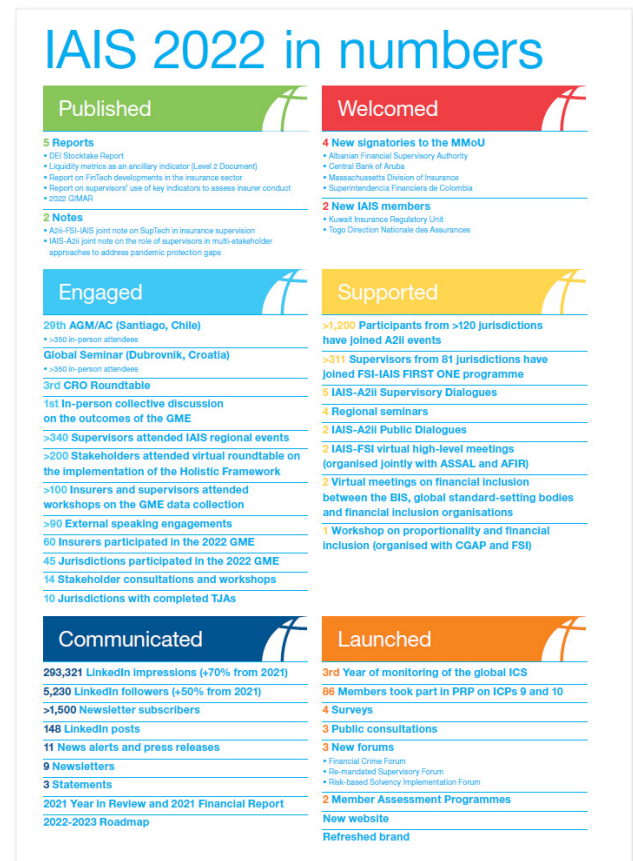 IAIS 2022 in numbers
Published
5 Reports
• DEI Stocktake Report
• Liquidity metrics as an ancillary indicator (Level 2 Document)
• Report on FinTech developments in the insurance sector
• Report on supervisors' use of key indicators to assess insurer conduct
• 2022 GIMAR
2 Notes
• A2ii-FSI-IAIS joint note on SupTech in insurance supervision
• IAIS-A2ii joint note on the role of supervisors in multi-stakeholder
approaches to address pandemic protection gaps
Welcomed
4 New signatories to the MMoU
• Albanian Financial Supervisory Authority
• Central Bank of Aruba
• Massachusetts Division of Insurance
• Superintendencia Financiera de Colombia
2 New IAIS members
• Kuwait Insurance Regulatory Unit
• Togo Direction Nationale des Assurances
Engaged
29th AGM/AC (Santiago, Chile)
• >350 in-person attendees
Global Seminar (Dubrovnik, Croatia)
• >350 in-person attendees
3rd CRO Roundtable
1st In-person collective discussion
on the outcomes of the GME
>340 Supervisors attended IAIS regional events
>200 Stakeholders attended virtual roundtable on
the implementation of the Holistic Framework
>100 Insurers and supervisors attended
workshops on the GME data collection
>90 External speaking engagements
60 Insurers participated in the 2022 GME
45 Jurisdictions participated in the 2022 GME
14 Stakeholder consultations and workshops
10 Jurisdictions with completed TJAs
Supported
>1,200 Participants from >120 jurisdictions
have joined A2ii events
>311 Supervisors from 81 jurisdictions have
joined FSI-IAIS FIRST ONE programme
5 IAIS-A2ii Supervisory Dialogues
4 Regional seminars
2 IAIS-A2ii Public Dialogues
2 IAIS-FSI virtual high-level meetings
(organised jointly with ASSAL and AFIR)
2 Virtual meetings on financial inclusion
between the BIS, global standard-setting bodies
and financial inclusion organisations
1 Workshop on proportionality and financial
inclusion (organised with CGAP and FSI)
Communicated
293,321 LinkedIn impressions (+70% from 2021)
5,230 LinkedIn followers (+50% from 2021)
>1,500 Newsletter subscribers
148 LinkedIn posts
11 News alerts and press releases
9 Newsletters
3 Statements
2021 Year in Review and 2021 Financial Report
2022-2023 Roadmap
Launched
3rd Year of monitoring of the global ICS
86 Members took part in PRP on ICPs 9 and 10
4 Surveys
3 Public consultations
3 New forums
• Financial Crime Forum
• Re-mandated Supervisory Forum
• Risk-based Solvency Implementation Forum
2 Member Assessment Programmes
New website
Refreshed brand